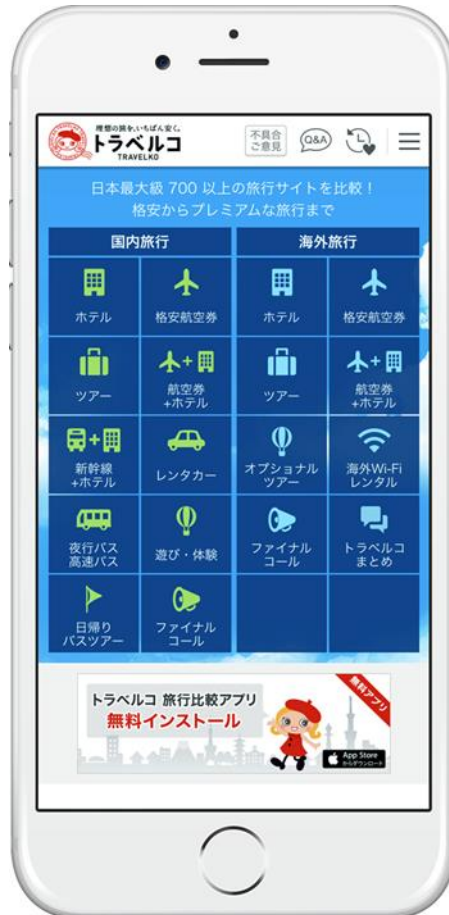 理想の旅を、いちばん安く。
トラベルコ
TRAVELKO
不具合
ご意見
Q&A
日本最大級 700 以上の旅行サイトを比較！
格安からプレミアムな旅行まで
国内旅行
海外旅行
ホテル
格安航空券
ホテル
格安航空券
ツアー
航空券
+ホテル
ツアー
航空券
+ホテル
新幹線
+ホテル
レンタカー
オプショナル
ツアー
海外Wi-Fi
レンタル
夜行バス
高速バス
遊び・体験
ファイナル
コール
トラベルコ
まとめ
日帰り
バスツアー
ファイナル
コール
トラベルコ 旅行比較アプリ
無料インストール
無料アプリ
App Store
からダウンロード